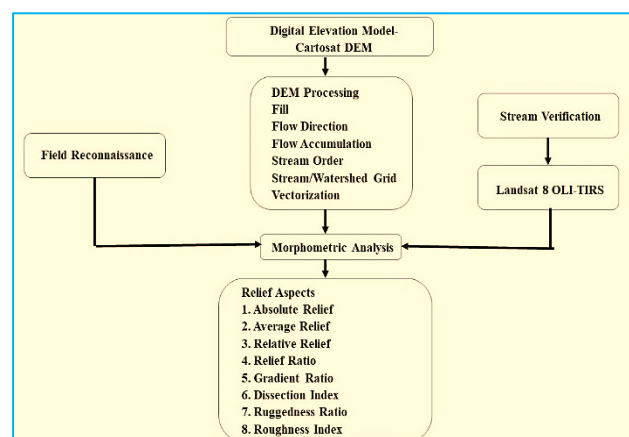 Digital Elevation Model-
Cartosat DEM
DEM Processing
Fill
Flow Direction
Flow Accumulation
Stream Order
Stream/Watershed Grid
Vectorization
Field Reconnaissance
Stream Verification
Landsat 8 OLI-TIRS
Morphometric Analysis
Relief Aspects
1. Absolute Relief
2. Average Relief
3. Relative Relief
4. Relief Ratio
5. Gradient Ratio
6. Dissection Index
7. Ruggedness Ratio
8. Roughness Index